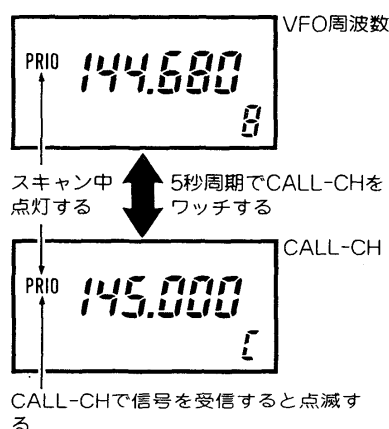 VFO周波数
PRIO 144.680
8
スキャン中
点灯する
5秒周期でCALL-CHを
ワッチする
CALL-CH
PRIO 145.000
C
CALL-CHで信号を受信すると点滅す
る